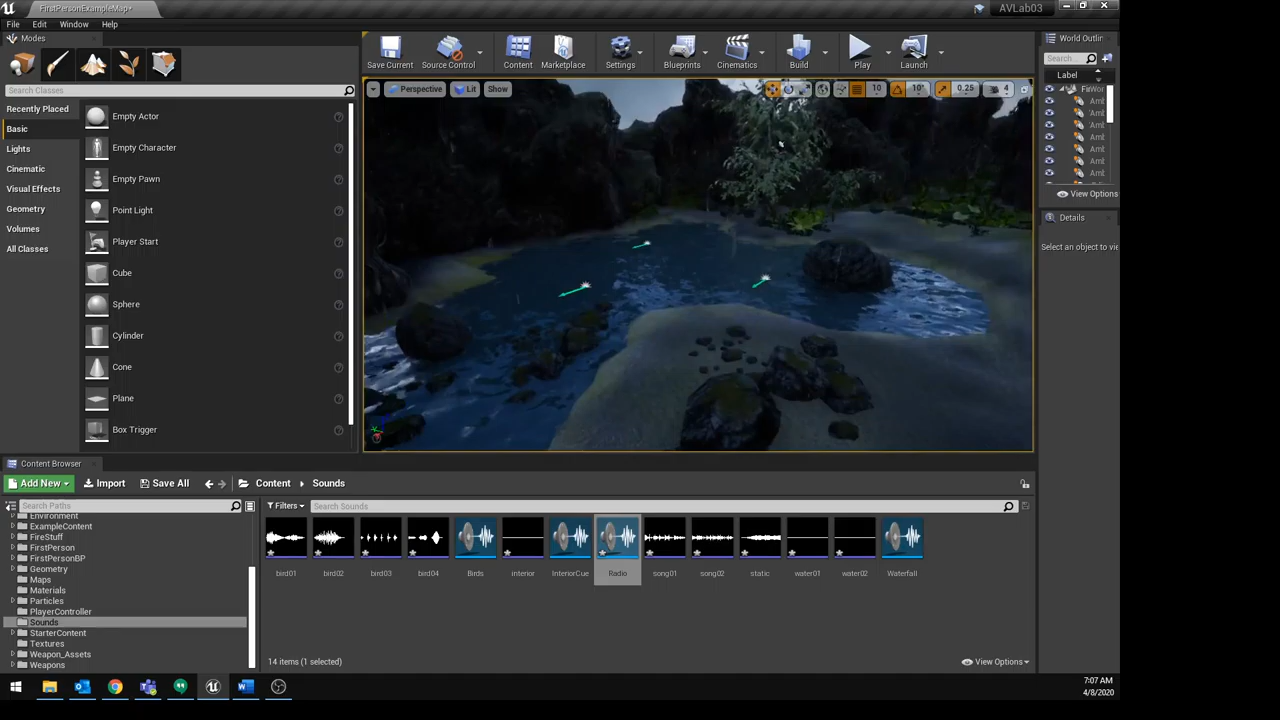 FirstPersonExampleMap*
AVLab03
File Edit Window Help
Modes
Search Classes
Recently Placed
Basic
Lights
Cinematic
Visual Effects
Geometry
Volumes
All Classes
Empty Actor
Empty Character
Empty Pawn
Point Light
Player Start
Cube
Sphere
Cylinder
Cone
Plane
Box Trigger
Save Current
Source Control
Content
Marketplace
Settings
Blueprints
Cinematics
Build
Play
Launch
Perspective
Lit
Show
10
10°
0.25
4
World Outlin
Search
Label
View Options
Details
Select an object to vie
Content Browser
Add New
Import
Save All
Content
Sounds
Search Paths
Filters
Search Sounds
Environment
ExampleContent
FireStuff
FirstPerson
FirstPersonBP
Geometry
Maps
Materials
Particles
PlayerController
Sounds
StarterContent
Textures
Weapon_Assets
Weapons
bird01
bird02
bird03
bird04
Birds
interior
InteriorCue
Radio
song01
song02
static
water01
water02
Waterfall
14 items (1 selected)
View Options
7:07 AM
4/8/2020